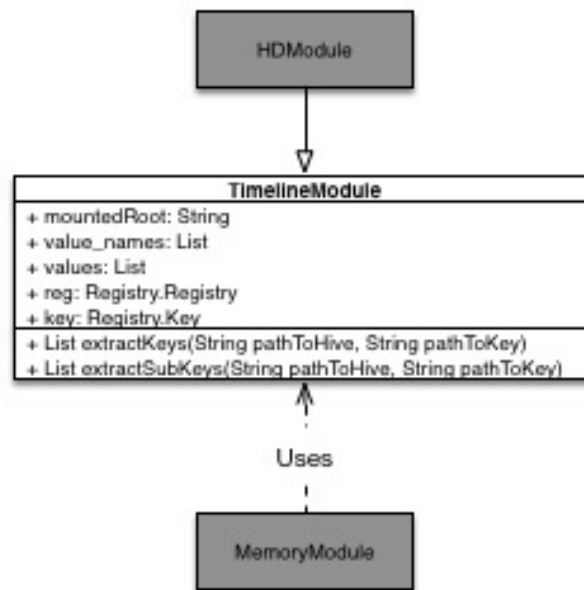 HDModule
TimelineModule
+ mountedRoot: String
+ value_names: List
+ values: List
+ reg: Registry.Registry
+ key: Registry.Key
+ List extractKeys(String pathToHive, String pathToKey)
+ List extractSubKeys(String pathToHive, String pathToKey)
Uses
MemoryModule